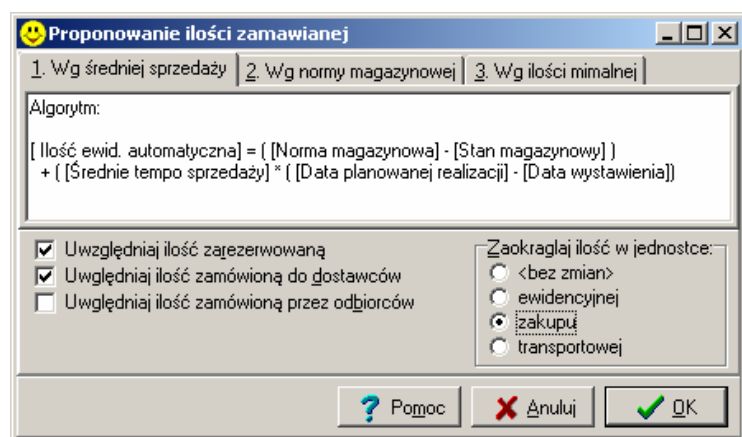 Proponowanie ilości zamawianej
1. Wg średniej sprzedaży 2. Wg normy magazynowej 3. Wg ilości mimalnej
Algorytm:
[ Ilość ewid. automatyczna] = ( [Norma magazynowa] - [Stan magazynowy] )
+ ( [Średnie tempo sprzedaży] * ( [Data planowanej realizacji] - [Data wystawienia])
Uwzględniaj ilość zarezerwowaną
Uwględniaj ilość zamówioną do dostawców
Uwględniaj ilość zamówioną przez odbiorców
Zaokraglaj ilość w jednostce:
<bez zmian>
ewidencyjnej
zakupu
transportowej
? Pomoc
Anuluj
OK